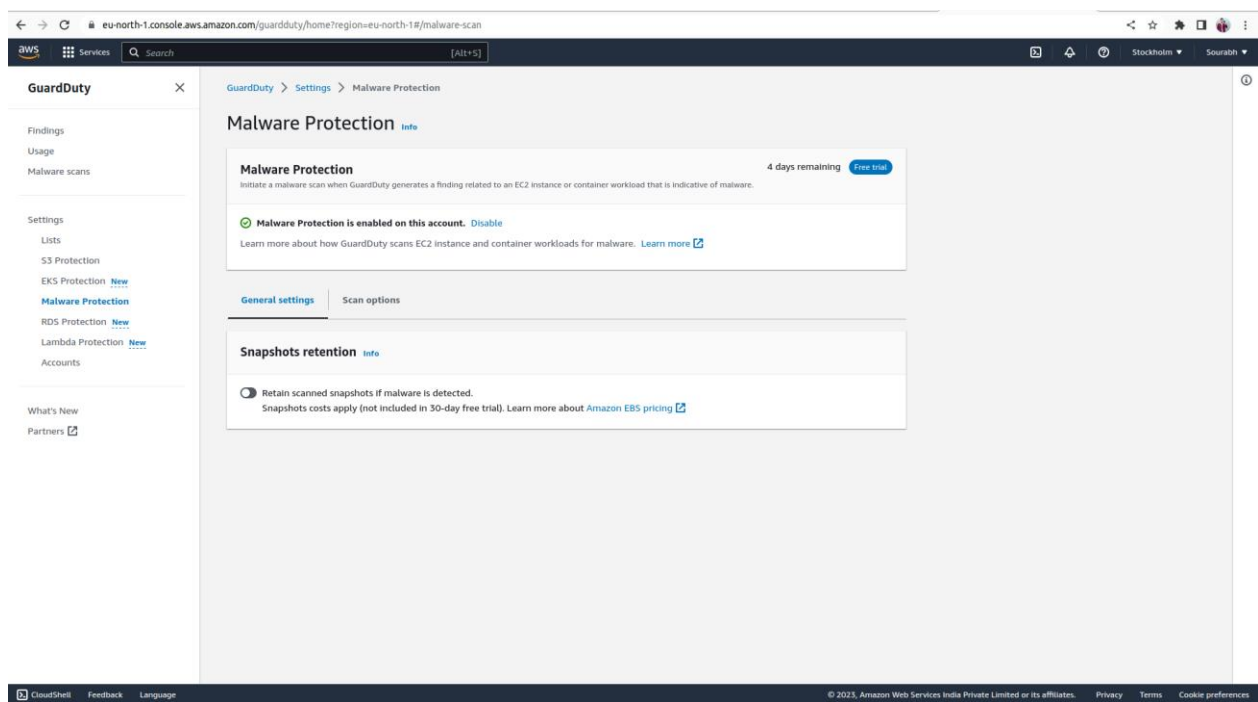 eu-north-1.console.aws.amazon.com/guardduty/home?region=eu-north-1#/malware-scan
aws Services Search [Alt+S] Stockholm Sourabh
GuardDuty
Findings
Usage
Malware scans
Settings
Lists
S3 Protection
EKS Protection New
Malware Protection
RDS Protection New
Lambda Protection New
Accounts
What's New
Partners
GuardDuty > Settings > Malware Protection
Malware Protection Info
Malware Protection 4 days remaining Free trial
Initiate a malware scan when GuardDuty generates a finding related to an EC2 instance or container workload that is indicative of malware.
Malware Protection is enabled on this account. Disable
Learn more about how GuardDuty scans EC2 instance and container workloads for malware. Learn more
General settings Scan options
Snapshots retention Info
Retain scanned snapshots if malware is detected.
Snapshots costs apply (not included in 30-day free trial). Learn more about Amazon EBS pricing
CloudShell Feedback Language © 2023, Amazon Web Services India Private Limited or its affiliates. Privacy Terms Cookie preferences